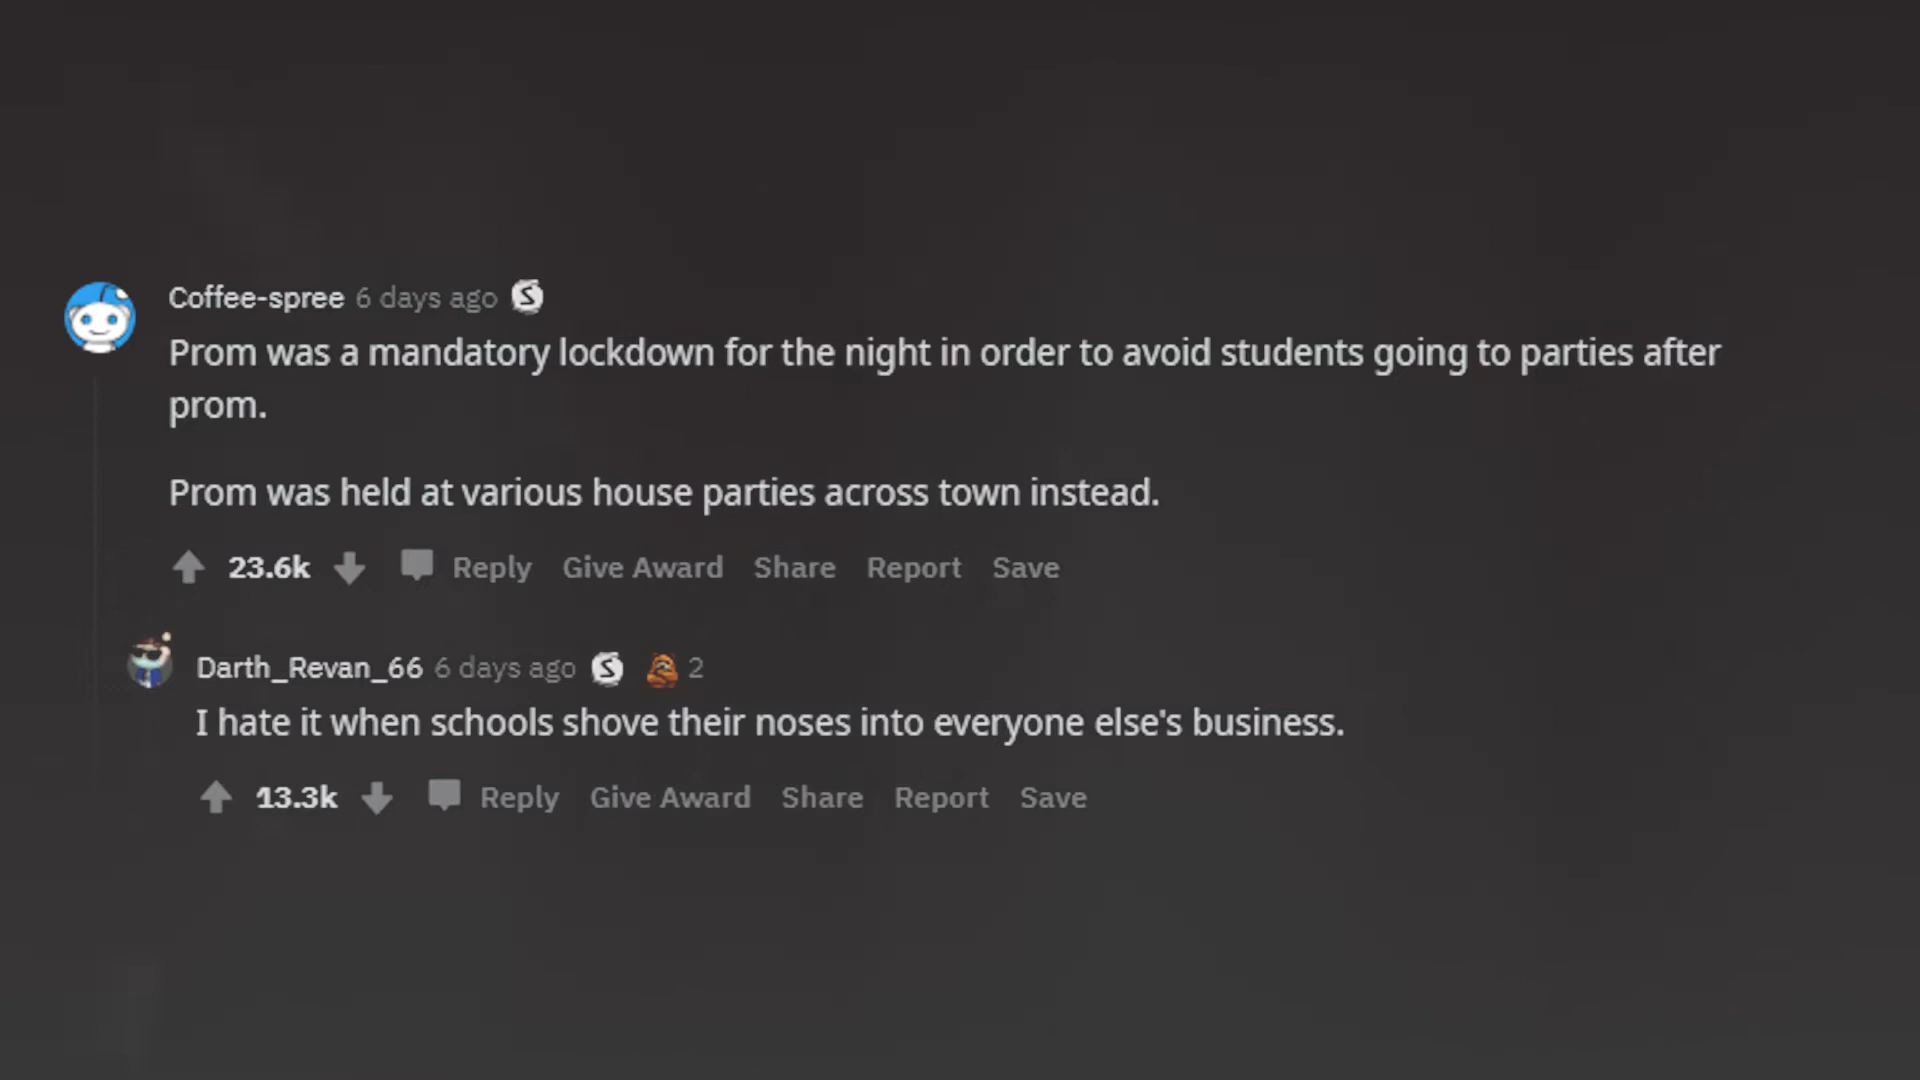 Coffee-spree 6 days ago S
Prom was a mandatory lockdown for the night in order to avoid students going to parties after
prom.
Prom was held at various house parties across town instead.
23.6k Reply Give Award Share Report Save
Darth_Revan_66 6 days ago S 2
I hate it when schools shove their noses into everyone else's business.
13.3k Reply Give Award Share Report Save